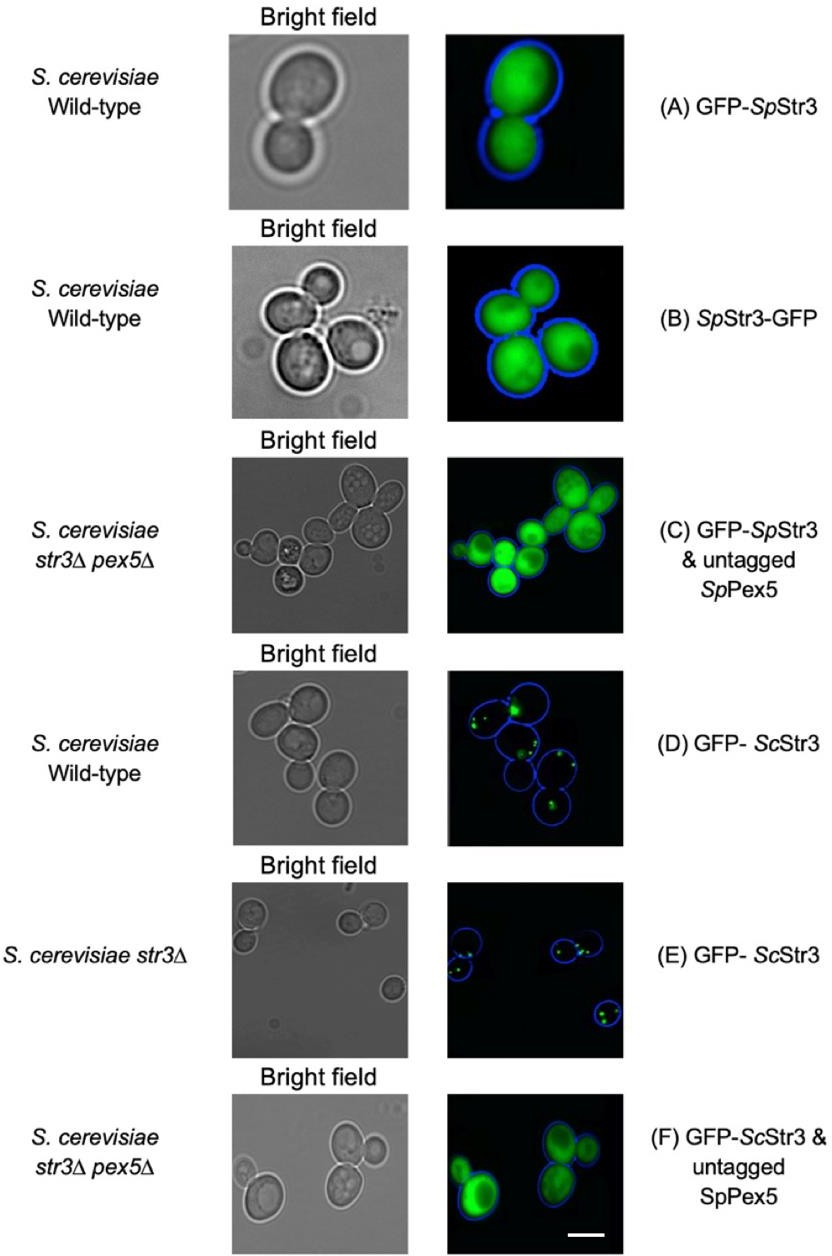 Bright field
S. cerevisiae
Wild-type
(A) GFP-SpStr3
Bright field
S. cerevisiae
Wild-type
(B) SpStr3-GFP
Bright field
S. cerevisiae
str3Δ pex5Δ
(C) GFP-SpStr3
& untagged
SpPex5
Bright field
S. cerevisiae
Wild-type
(D) GFP- ScStr3
Bright field
S. cerevisiae str3Δ
(E) GFP- ScStr3
Bright field
S. cerevisiae
str3Δ pex5Δ
(F) GFP-ScStr3 &
untagged
SpPex5